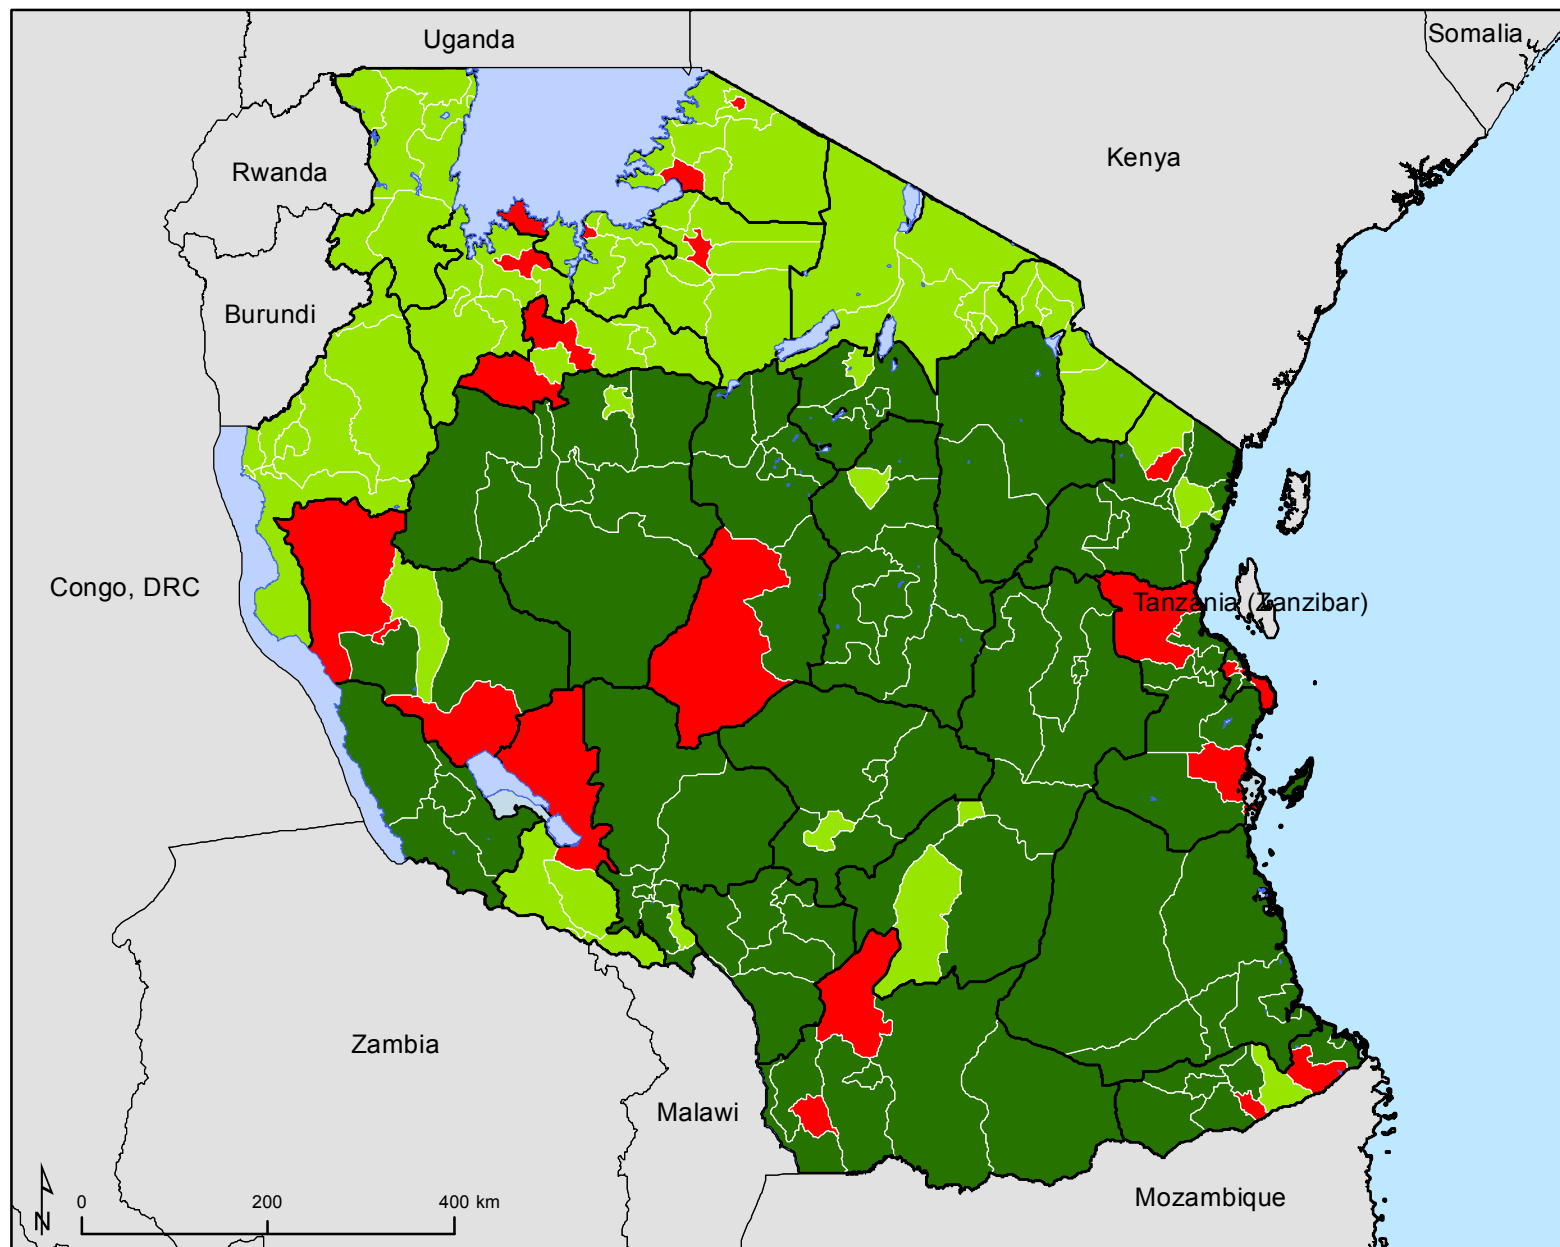 Uganda
Somalia
Kenya
Rwanda
Burundi
Congo, DRC
Tanzania (Zanzibar)
Zambia
Malawi
Mozambique
N
0 200 400 km